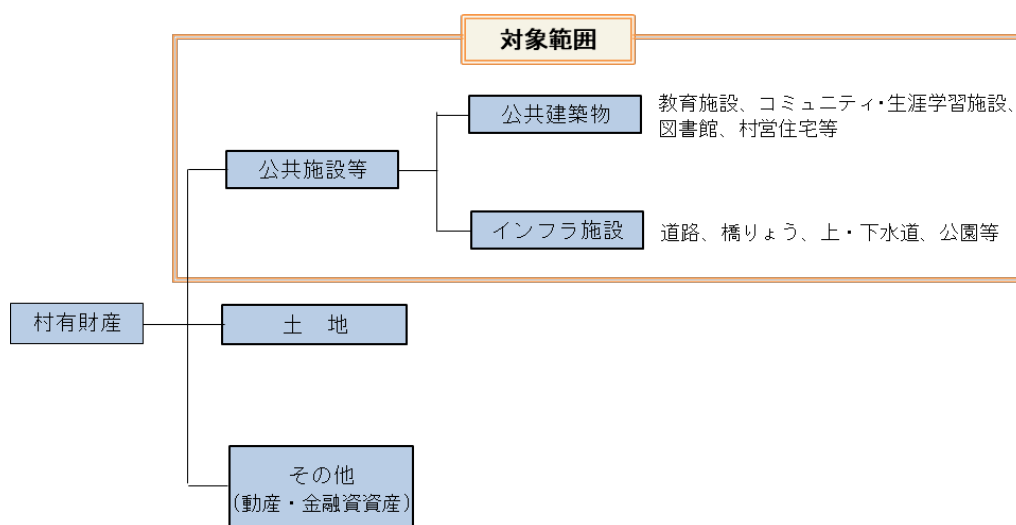 対象範囲
公共建築物
教育施設、コミュニティ・生涯学習施設、
図書館、村営住宅等
公共施設等
インフラ施設
道路、橋りょう、上・下水道、公園等
村有財産
土　地
その他
(動産・金融資資産)